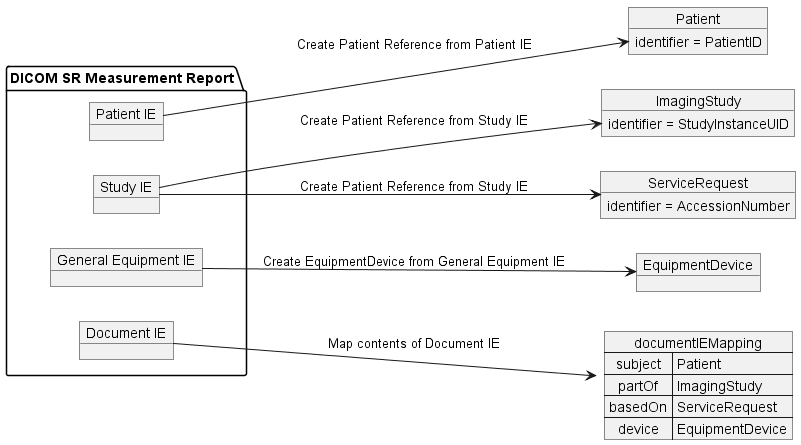 DICOM SR Measurement Report
Patient IE
Study IE
General Equipment IE
Document IE
Create Patient Reference from Patient IE
Create Patient Reference from Study IE
Create Patient Reference from Study IE
Create EquipmentDevice from General Equipment IE
Map contents of Document IE
Patient
identifier = PatientID
ImagingStudy
identifier = StudyInstanceUID
ServiceRequest
identifier = AccessionNumber
EquipmentDevice
documentIEMapping
subject Patient
partOf ImagingStudy
basedOn ServiceRequest
device EquipmentDevice